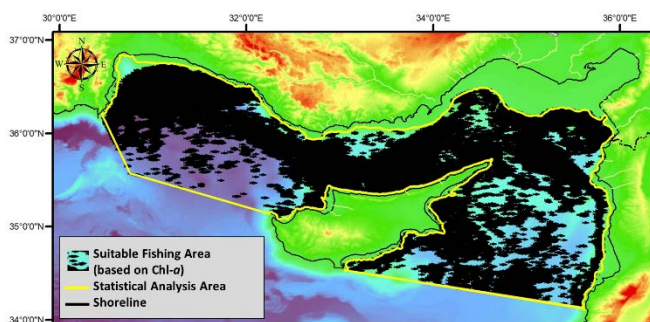 30°0'0"E 32°0'0"E 34°0'0"E 36°0'0"E
37°0'0"N
N
W E
S
36°0'0"N
35°0'0"N
34°0'0"N
Suitable Fishing Area
(based on Chl-a)
Statistical Analysis Area
Shoreline